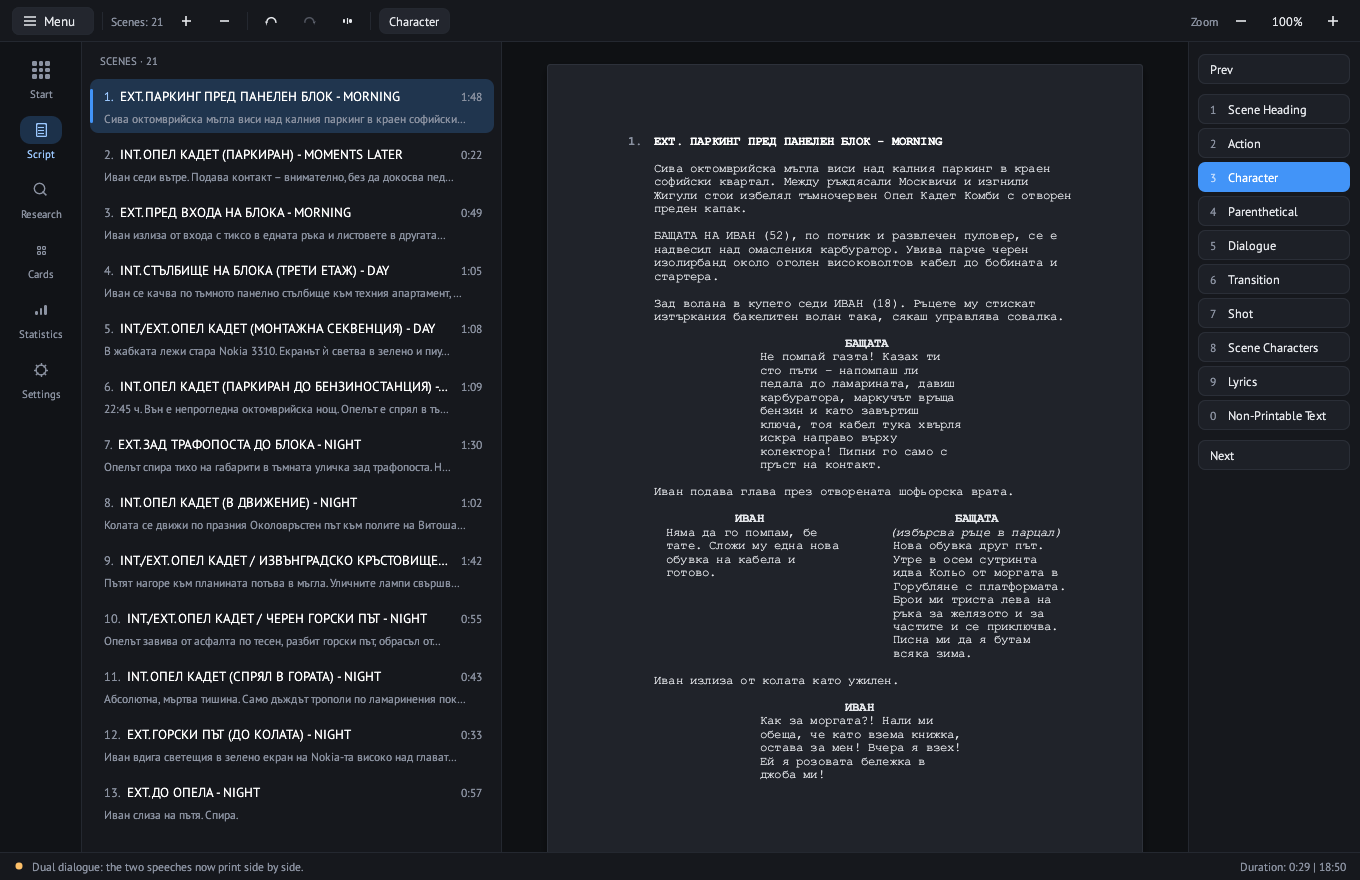 Menu
Scenes: 21
Character
Zoom
100%
Start
Script
Research
Cards
Statistics
Settings
SCENES · 21
1. EXT.ПАРКИНГ ПРЕД ПАНЕЛЕН БЛОК - MORNING 1:48
Сива октомврийска мъгла виси над калния паркинг в краен софийски...
2. INT.ОПЕЛ КАДЕТ (ПАРКИРАН) - MOMENTS LATER 0:22
Иван седи вътре. Подава контакт – внимателно, без да докосва пед...
3. EXT.ПРЕД ВХОДА НА БЛОКА - MORNING 0:49
Иван излиза от входа с тиксо в едната ръка и листовете в другата...
4. INT.СТЪЛБИЩЕ НА БЛОКА (ТРЕТИ ЕТАЖ) - DAY 1:05
Иван се качва по тъмното панелно стълбище към техния апартамент, ...
5. INT./EXT.ОПЕЛ КАДЕТ (МОНТАЖНА СЕКВЕНЦИЯ) - DAY 1:08
В жабката лежи стара Nokia 3310. Екранът ѝ светва в зелено и пиу...
6. INT.ОПЕЛ КАДЕТ (ПАРКИРАН ДО БЕНЗИНОСТАНЦИЯ) -... 1:09
22:45 ч. Вън е непрогледна октомврийска нощ. Опелът е спрял в тъ...
7. EXT.ЗАД ТРАФОПОСТА ДО БЛОКА - NIGHT 1:30
Опелът спира тихо на габарити в тъмната уличка зад трафопоста. Н...
8. INT.ОПЕЛ КАДЕТ (В ДВИЖЕНИЕ) - NIGHT 1:02
Колата се движи по празния Околовръстен път към полите на Витоша...
9. INT./EXT.ОПЕЛ КАДЕТ / ИЗВЪНГРАДСКО КРЪСТОВИЩЕ... 1:42
Пътят нагоре към планината потъва в мъгла. Уличните лампи свършв...
10. INT./EXT.ОПЕЛ КАДЕТ / ЧЕРЕН ГОРСКИ ПЪТ - NIGHT 0:55
Опелът завива от асфалта по тесен, разбит горски път, обрасъл от...
11. INT.ОПЕЛ КАДЕТ (СПРЯЛ В ГОРАТА) - NIGHT 0:43
Абсолютна, мъртва тишина. Само дъждът трополи по ламаринения пок...
12. EXT.ГОРСКИ ПЪТ (ДО КОЛАТА) - NIGHT 0:33
Иван вдига светещия в зелено екран на Nokia-та високо над глават...
13. EXT.ДО ОПЕЛА - NIGHT 0:57
Иван слиза на пътя. Спира.
1. EXT. ПАРКИНГ ПРЕД ПАНЕЛЕН БЛОК - MORNING
Сива октомврийска мъгла виси над калния паркинг в краен
софийски квартал. Между ръждясали Москвичи и изгнили
Жигули стои избелял тъмночервен Опел Кадет Комби с отворен
преден капак.
БАЩАТА НА ИВАН (52), по потник и развлечен пуловер, се е
надвесил над омасления карбуратор. Увива парче черен
изолирбанд около оголен високоволтов кабел до бобината и
стартера.
Зад волана в купето седи ИВАН (18). Ръцете му стискат
изтъркания бакелитен волан така, сякаш управлява совалка.
БАЩАТА
Не помпай газта! Казах ти
сто пъти – напомпаш ли
педала до ламарината, давиш
карбуратора, маркучът връща
бензин и като завъртиш
ключа, тоя кабел тука хвърля
искра направо върху
колектора! Пипни го само с
пръст на контакт.
Иван подава глава през отворената шофьорска врата.
ИВАН
Няма да го помпам, бе
тате. Сложи му една нова
обувка на кабела и
готово.
БАЩАТА
(избърсва ръце в парцал)
Нова обувка друг път.
Утре в осем сутринта
идва Кольо от моргата в
Горубляне с платформата.
Брои ми триста лева на
ръка за желязото и за
частите и се приключва.
Писна ми да я бутам
всяка зима.
Иван излиза от колата като ужилен.
ИВАН
Как за моргата?! Нали ми
обеща, че като взема книжка,
остава за мен! Вчера я взех!
Ей я розовата бележка в
джоба ми!
Prev
1 Scene Heading
2 Action
3 Character
4 Parenthetical
5 Dialogue
6 Transition
7 Shot
8 Scene Characters
9 Lyrics
0 Non-Printable Text
Next
Dual dialogue: the two speeches now print side by side.
Duration: 0:29 | 18:50